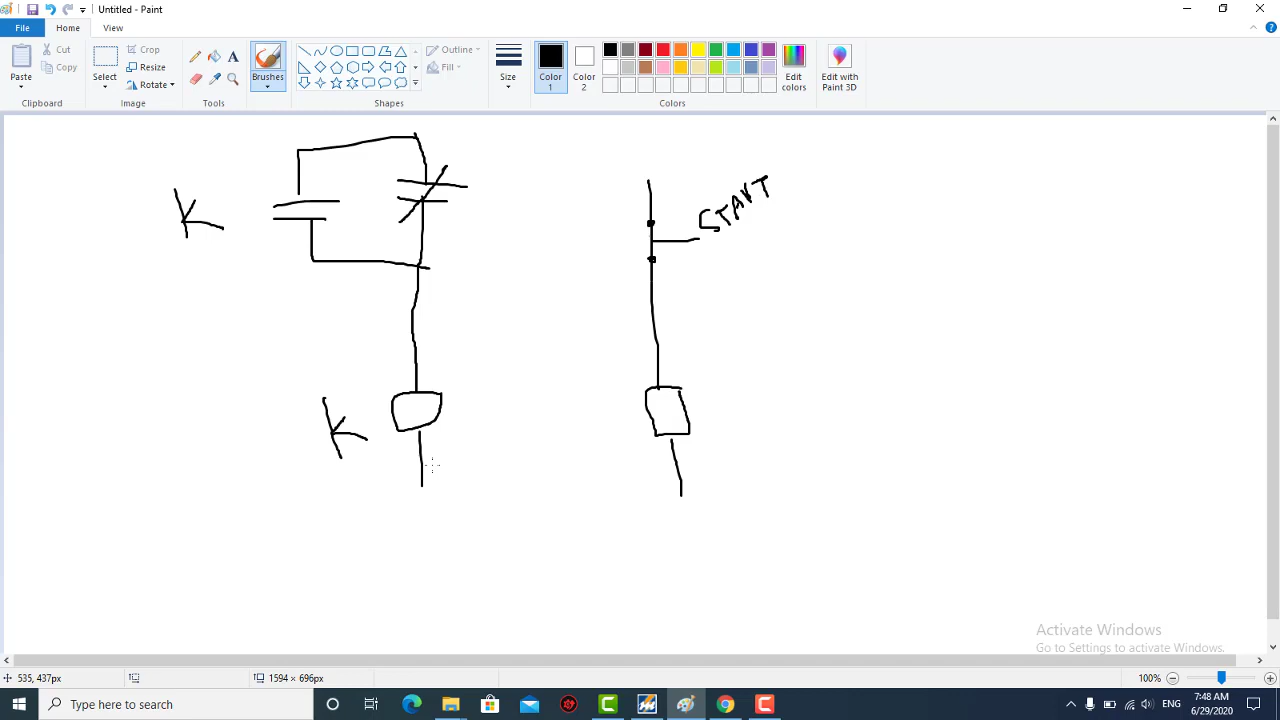 Untitled - Paint
File
Home
View
Paste
Cut
Copy
Clipboard
Select
Crop
Resize
Rotate
Image
A
Tools
Brushes
Outline
Fill
Shapes
Size
Color
1
Color
2
Edit
colors
Colors
Edit with
Paint 3D
K
START
K
Activate Windows
Go to Settings to activate Windows.
535, 437px
1594 × 696px
100%
Type here to search
ENG
7:48 AM
6/29/2020